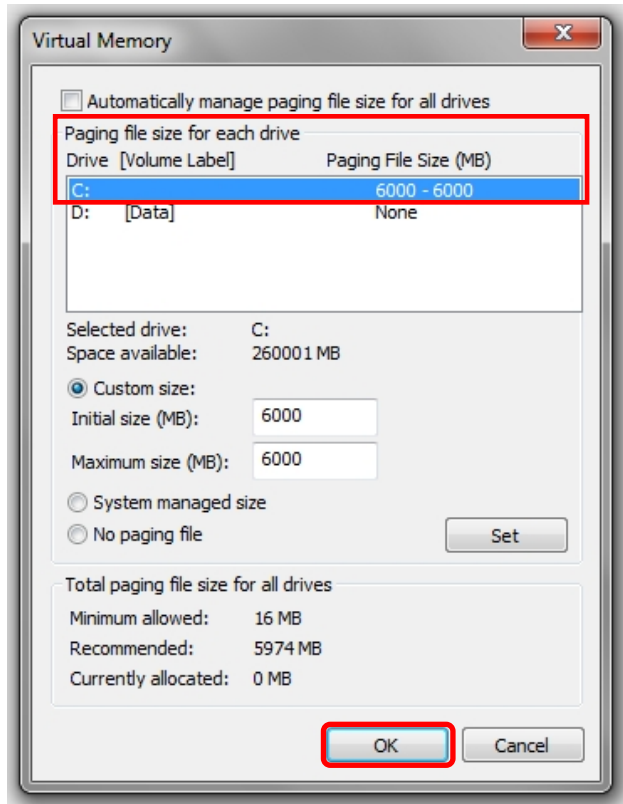 Virtual Memory
Automatically manage paging file size for all drives
Paging file size for each drive
Drive [Volume Label] Paging File Size (MB)
C: 6000 - 6000
D: [Data] None
Selected drive: C:
Space available: 260001 MB
Custom size:
Initial size (MB): 6000
Maximum size (MB): 6000
System managed size
No paging file Set
Total paging file size for all drives
Minimum allowed: 16 MB
Recommended: 5974 MB
Currently allocated: 0 MB
OK Cancel